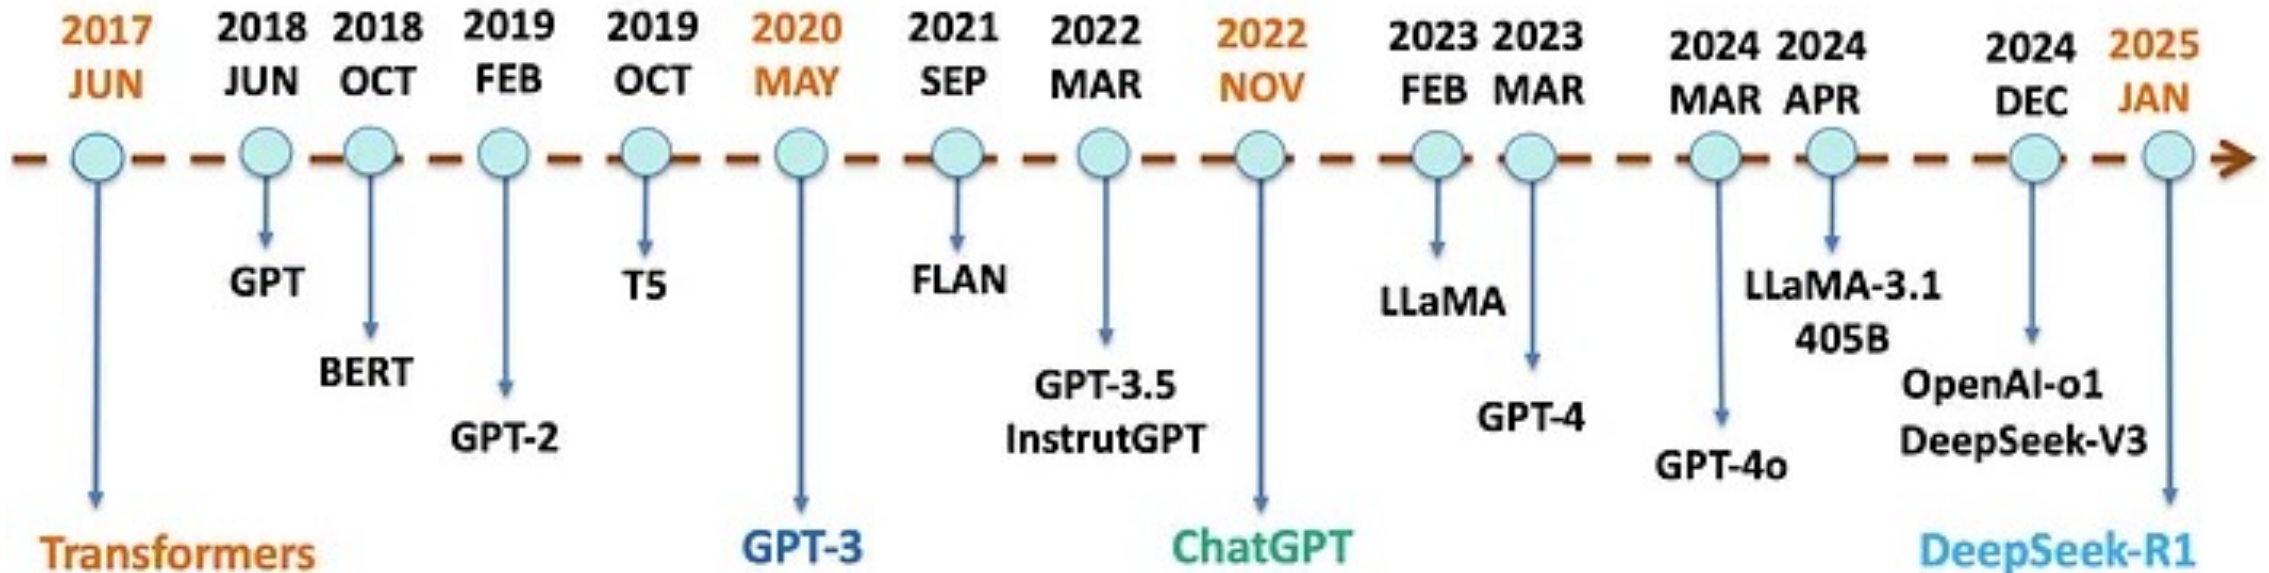 2017 JUN
2018 JUN
2018 OCT
2019 FEB
2019 OCT
2020 MAY
2021 SEP
2022 MAR
2022 NOV
2023 FEB
2023 MAR
2024 MAR
2024 APR
2024 DEC
2025 JAN
Transformers
GPT
BERT
GPT-2
T5
GPT-3
FLAN
GPT-3.5
InstrutGPT
ChatGPT
LLaMA
GPT-4
GPT-4o
LLaMA-3.1
405B
OpenAI-o1
DeepSeek-V3
DeepSeek-R1